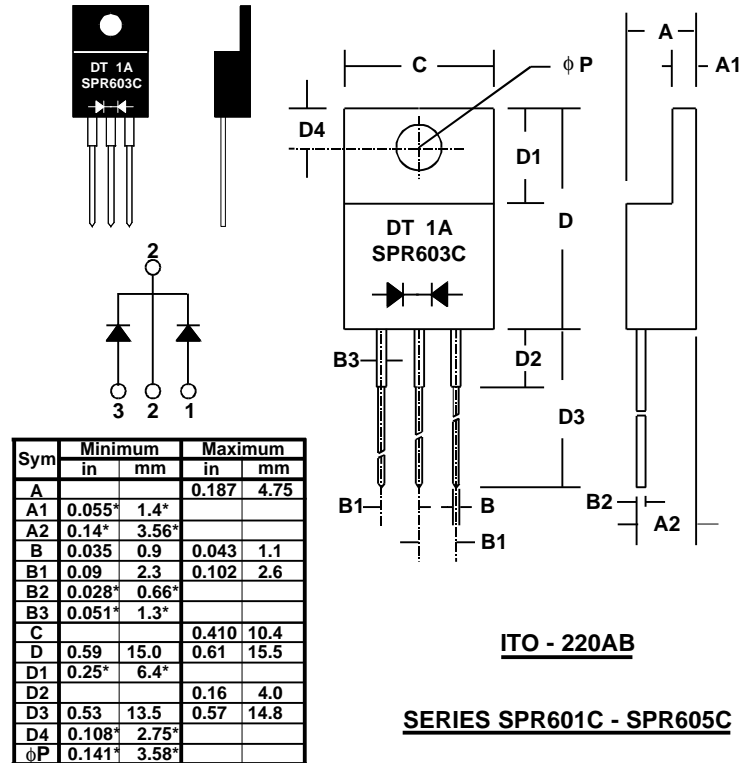 DT 1A
SPR603C
2
3 2 1
C
ϕ P
A
A1
D4
D1
D
DT 1A
SPR603C
B3
D2
D3
B1
B
B1
B2
A2
Sym Minimum Maximum
in mm in mm
A 0.187 4.75
A1 0.055* 1.4*
A2 0.14* 3.56*
B 0.035 0.9 0.043 1.1
B1 0.09 2.3 0.102 2.6
B2 0.028* 0.66*
B3 0.051* 1.3*
C 0.410 10.4
D 0.59 15.0 0.61 15.5
D1 0.25* 6.4*
D2 0.16 4.0
D3 0.53 13.5 0.57 14.8
D4 0.108* 2.75*
ϕP 0.141* 3.58*
ITO - 220AB
SERIES SPR601C - SPR605C